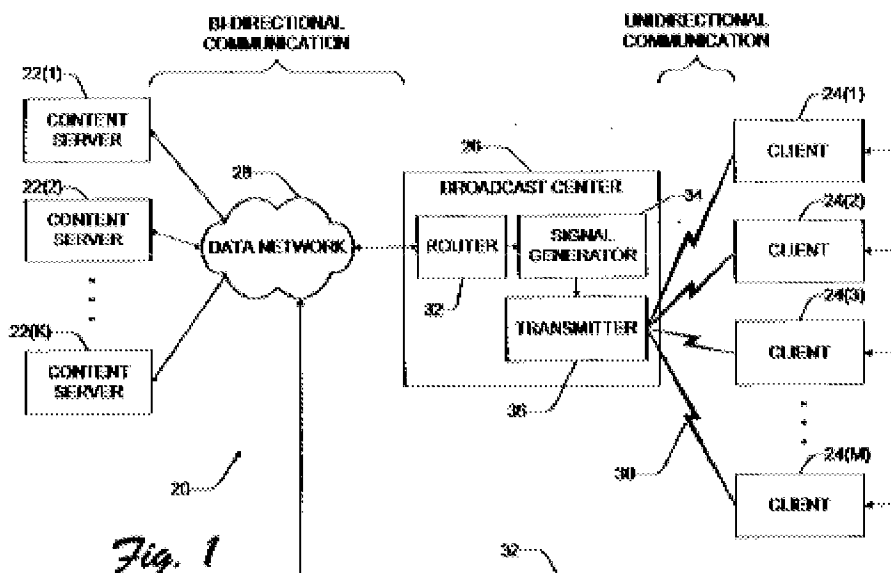 BI-DIRECTIONAL
COMMUNICATION
UNIDIRECTIONAL
COMMUNICATION
22(1)
CONTENT
SERVER
22(2)
CONTENT
SERVER
22(K)
CONTENT
SERVER
28
DATA NETWORK
26
BROADCAST CENTER
34
ROUTER
SIGNAL
GENERATOR
32
TRANSMITTER
36
24(1)
CLIENT
24(2)
CLIENT
24(3)
CLIENT
24(M)
CLIENT
30
20
Fig. 1
32